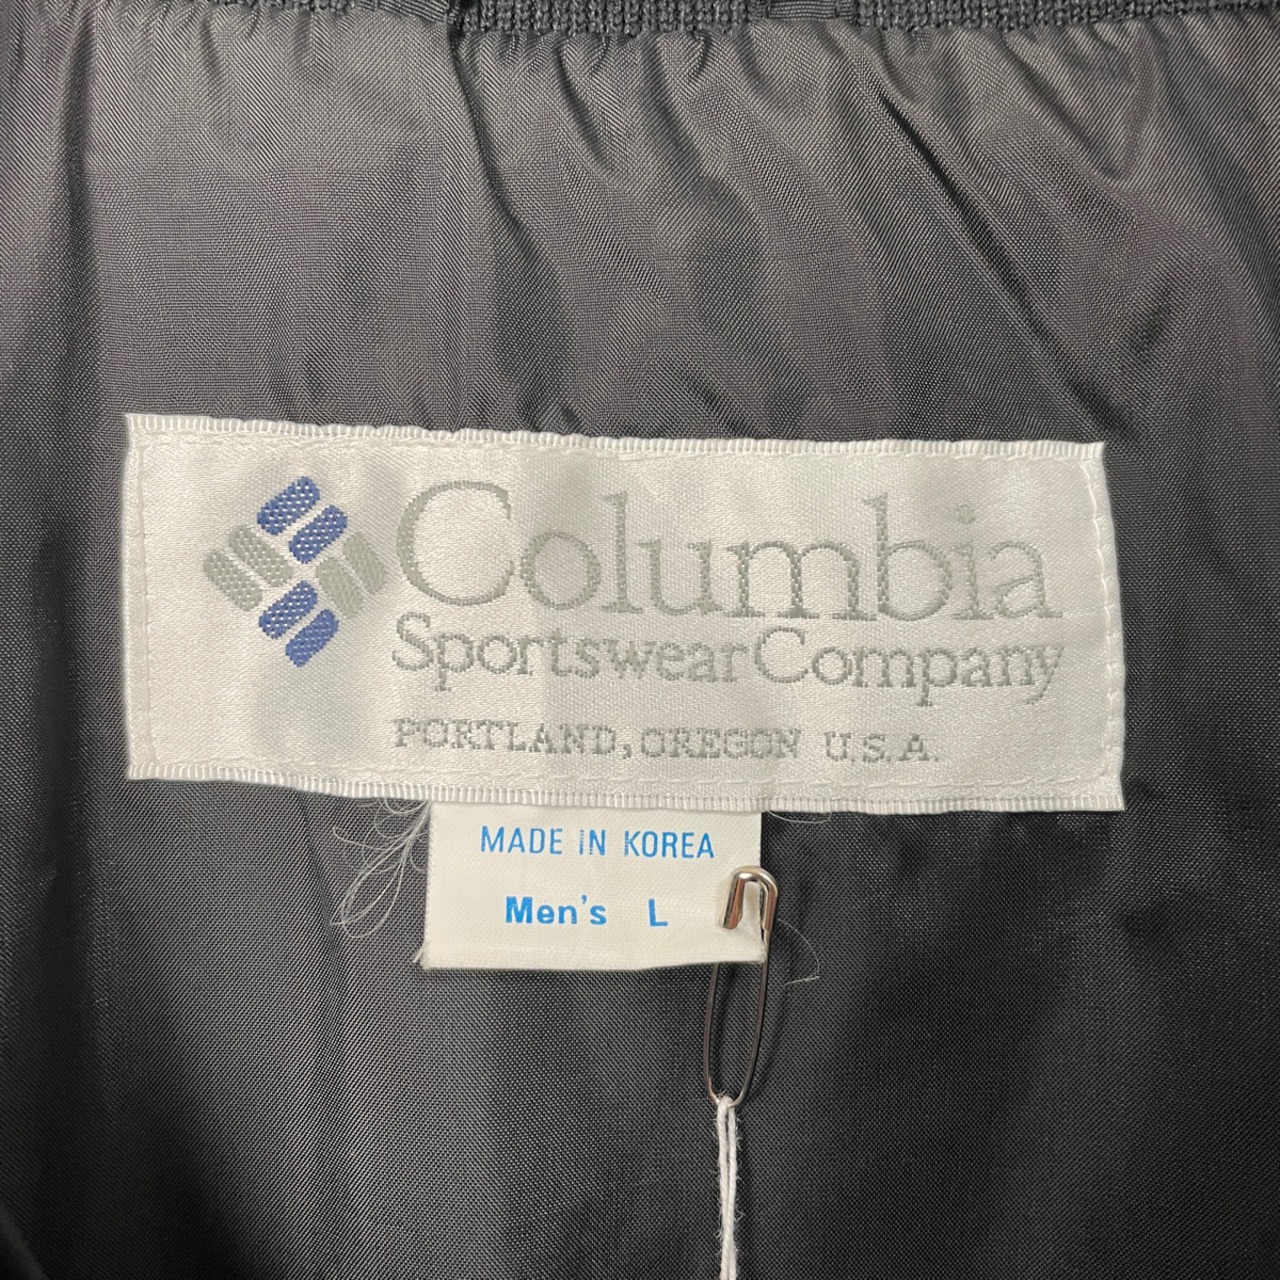 Columbia
Sportswear Company
PORTLAND, OREGON U.S.A.
MADE IN KOREA
Men's L